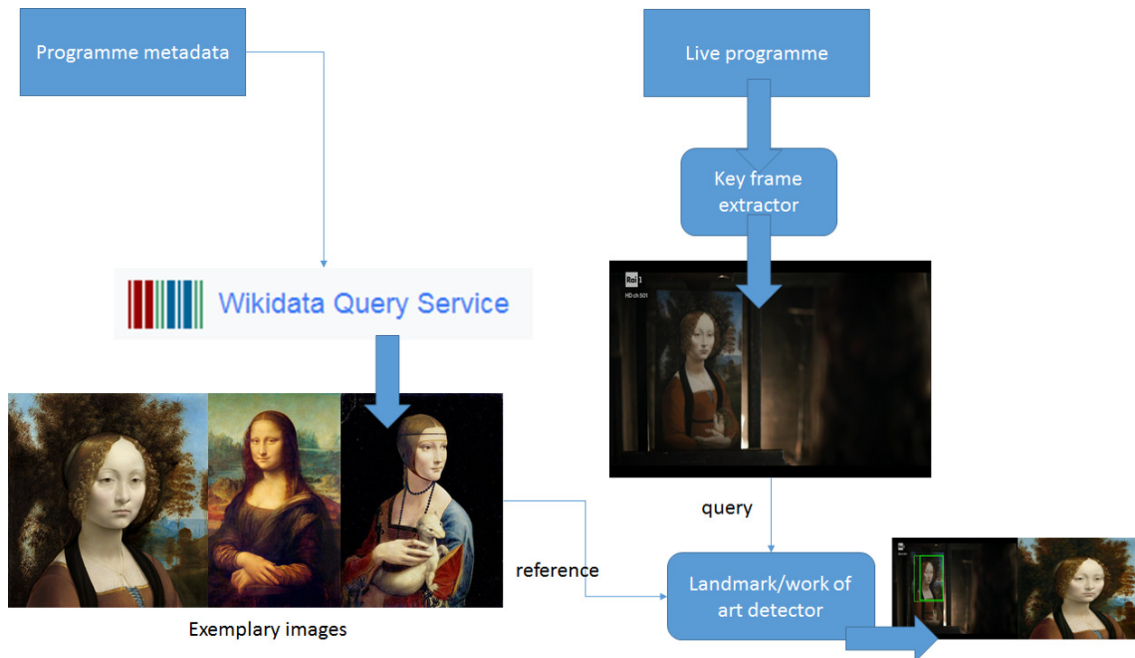 Programme metadata
Live programme
Key frame
extractor
Wikidata Query Service
Rai 1
HD ch 501
query
reference
Landmark/work of
art detector
Exemplary images